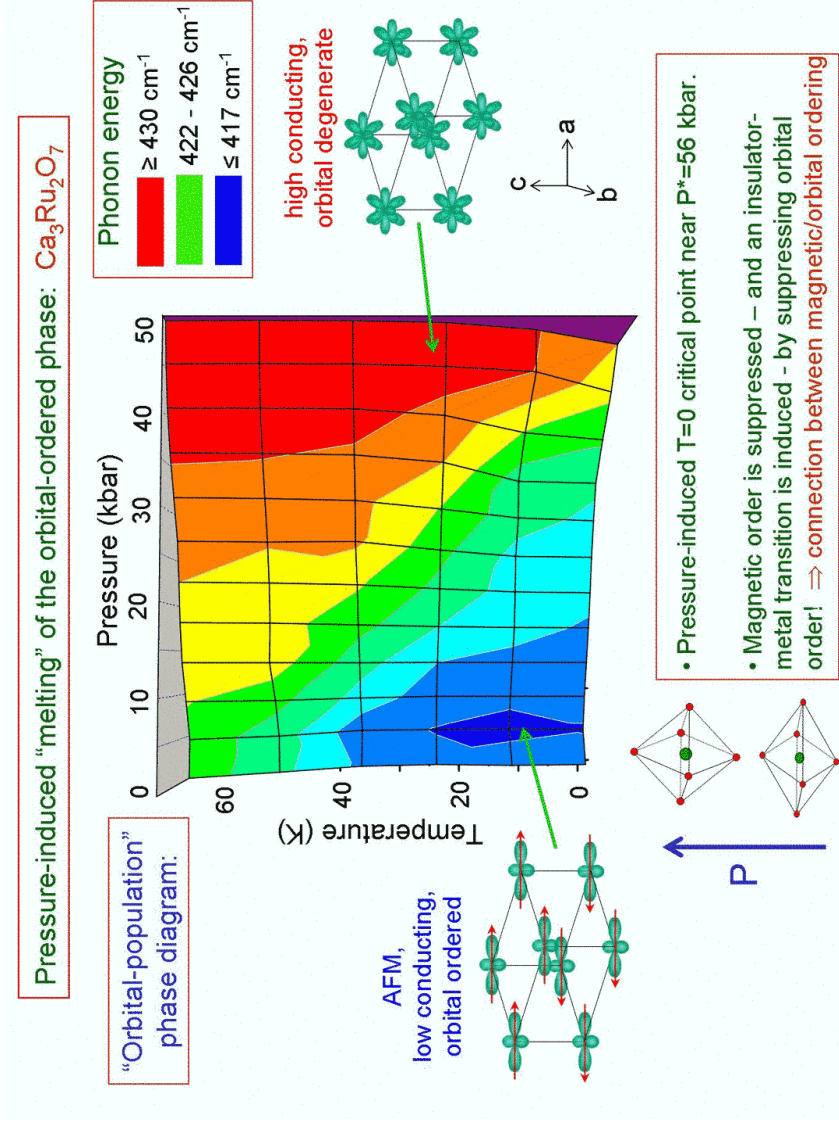 Pressure-induced “melting” of the orbital-ordered phase: Ca₃Ru₂O₇
“Orbital-population”
phase diagram:
Phonon energy
≥ 430 cm⁻¹
422 - 426 cm⁻¹
≤ 417 cm⁻¹
Pressure (kbar)
0
10
20
30
40
50
Temperature (K)
60
40
20
0
AFM,
low conducting,
orbital ordered
high conducting,
orbital degenerate
c
a
b
P
• Pressure-induced T=0 critical point near P*=56 kbar.
• Magnetic order is suppressed – and an insulator-
metal transition is induced - by suppressing orbital
order! ⇒ connection between magnetic/orbital ordering